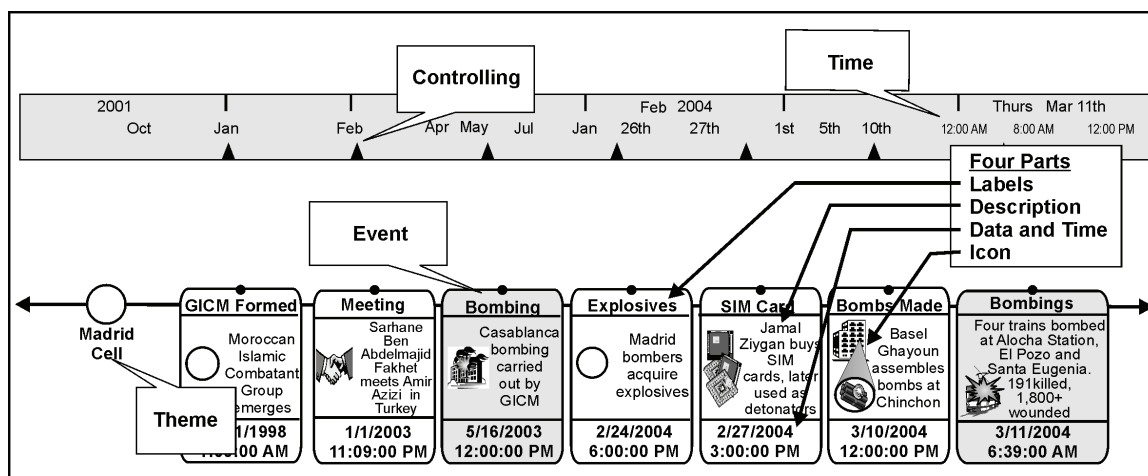 Controlling
Time
2001
Feb 2004
Thurs Mar 11th
Oct Jan Feb Apr May Jul Jan 26th 27th 1st 5th 10th 12:00 AM 8:00 AM 12:00 PM
Four Parts
Labels
Description
Data and Time
Icon
Event
Madrid
Cell
Theme
GICM Formed
Moroccan
Islamic
Combatant
Group
emerges
1/1998
AM
Meeting
Sarhane
Ben
Abdelmajid
Fakhet
meets Amir
Azizi in
Turkey
1/1/2003
11:09:00 PM
Bombing
Casablanca
bombing
carried
out by
GICM
5/16/2003
12:00:00 PM
Explosives
Madrid
bombers
acquire
explosives
2/24/2004
6:00:00 PM
SIM Card
Jamal
Ziygan buys
SIM
cards, later
used as
detonators
2/27/2004
3:00:00 PM
Bombs Made
Basel
Ghayoun
assembles
bombs at
Chinchon
3/10/2004
12:00:00 PM
Bombings
Four trains bombed
at Alocha Station,
El Pozo and
Santa Eugenia.
191killed,
1,800+
wounded
3/11/2004
6:39:00 AM